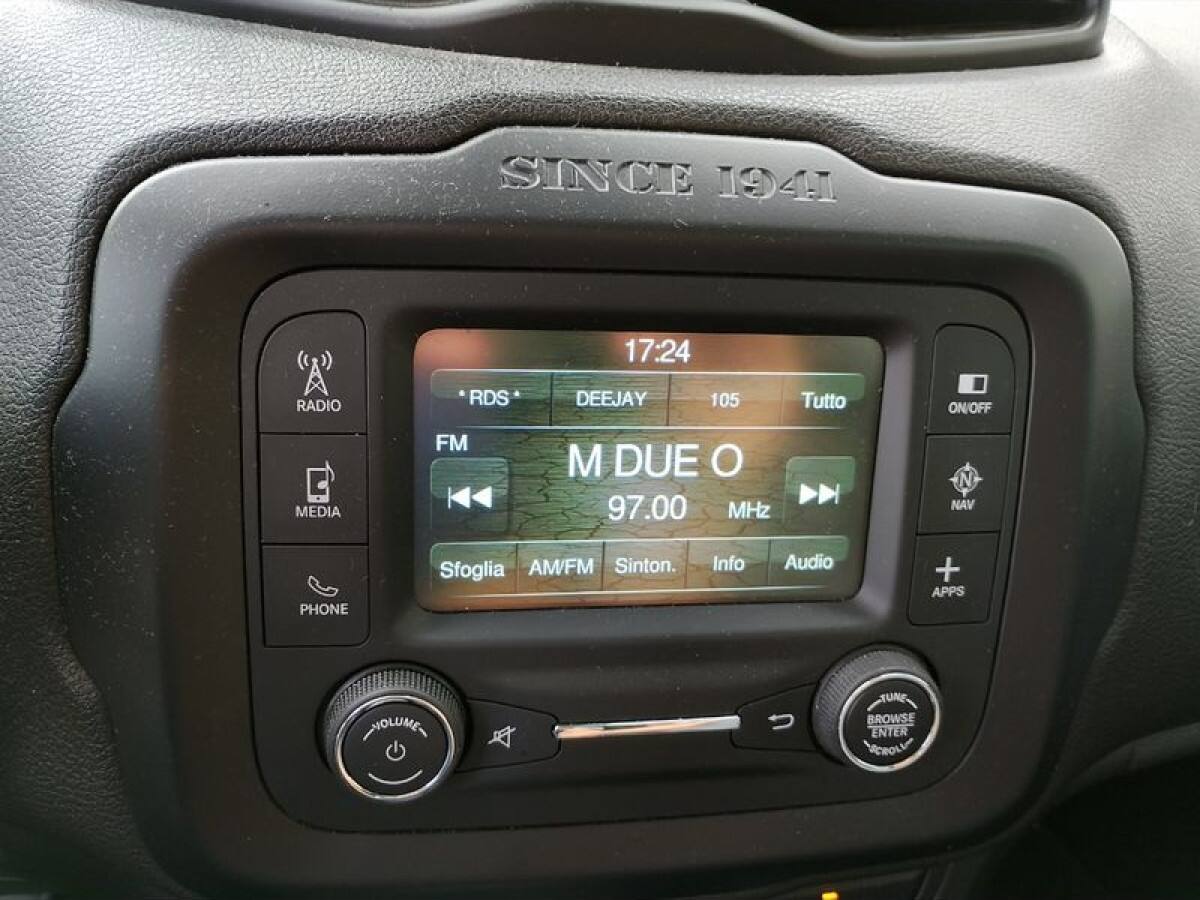 SINCE 1941
17:24
*RDS* DEEJAY 105 Tutto
FM
M DUE O
97.00 MHz
Sfoglia AM/FM Sinton. Info Audio
RADIO
MEDIA
PHONE
ON/OFF
N
NAV
APPS
VOLUME
TUNE
BROWSE
ENTER
SCROLL